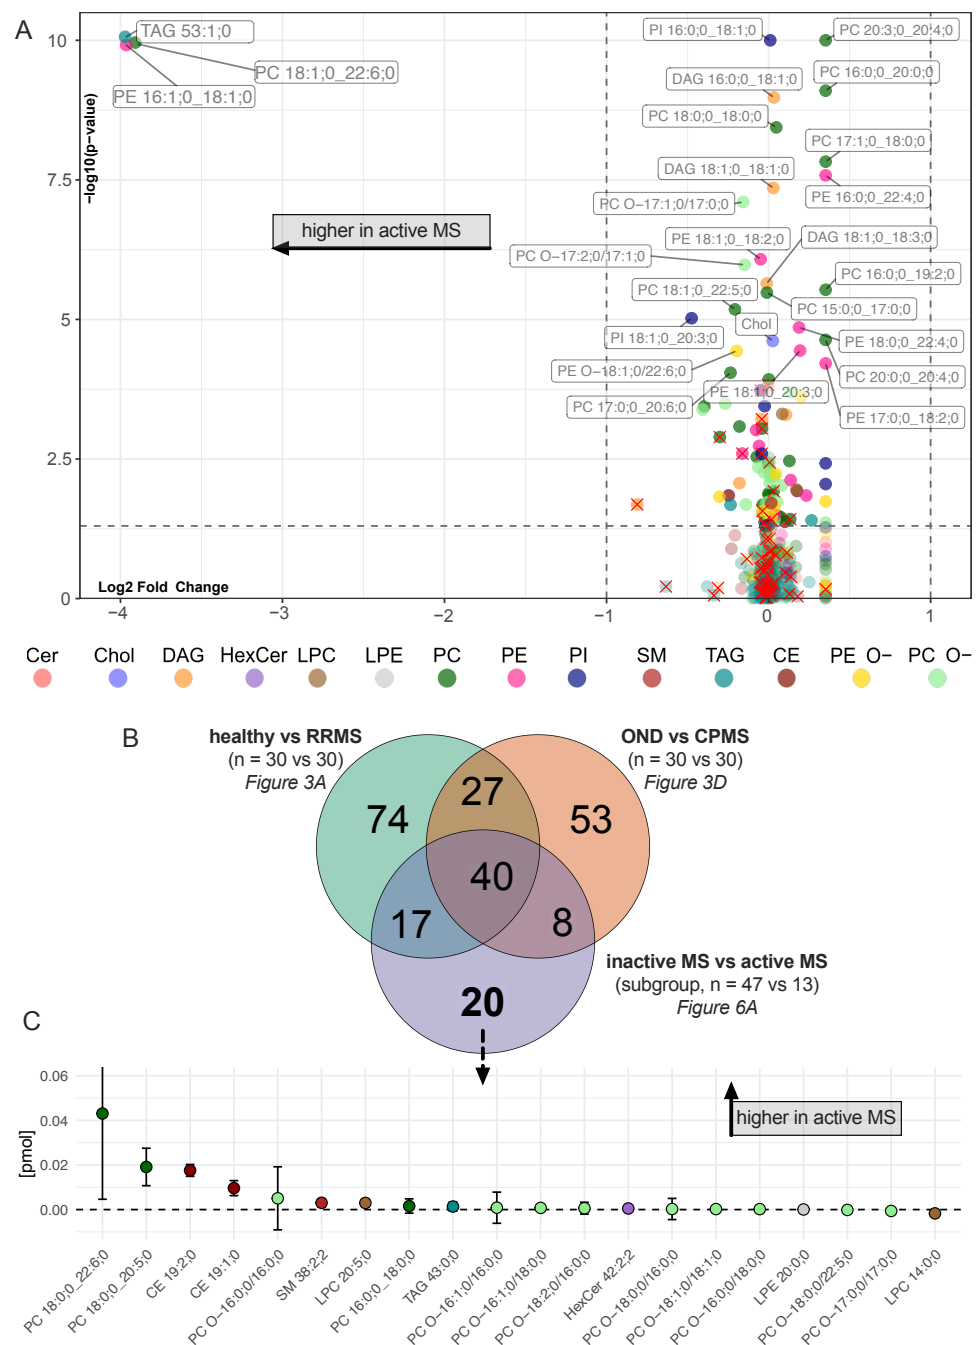 A
10
7.5
5
2.5
0
−log10(p−value)
TAG 53:1;0
PC 18:1;0_22:6;0
PE 16:1;0_18:1;0
PI 16:0;0_18:1;0
PC 20:3;0_20:4;0
DAG 16:0;0_18:1;0
PC 16:0;0_20:0;0
PC 18:0;0_18:0;0
PC 17:1;0_18:0;0
DAG 18:1;0_18:1;0
PE 16:0;0_22:4;0
PC O−17:1;0/17:0;0
higher in active MS
PE 18:1;0_18:2;0
DAG 18:1;0_18:3;0
PC O−17:2;0/17:1;0
PC 16:0;0_19:2;0
PC 18:1;0_22:5;0
PC 15:0;0_17:0;0
Chol
PI 18:1;0_20:3;0
PE 18:0;0_22:4;0
PE O−18:1;0/22:6;0
PC 20:0;0_20:4;0
PE 18:1;0_20:3;0
PC 17:0;0_20:6;0
PE 17:0;0_18:2;0
Log2 Fold Change
−4 −3 −2 −1 0 1
Cer Chol DAG HexCer LPC LPE PC PE PI SM TAG CE PE O− PC O−
B
healthy vs RRMS
(n = 30 vs 30)
Figure 3A
OND vs CPMS
(n = 30 vs 30)
Figure 3D
74
27
53
40
17
8
20
inactive MS vs active MS
(subgroup, n = 47 vs 13)
Figure 6A
C
0.06
0.04
0.02
0.00
[pmol]
higher in active MS
PC 18:0;0_22:6;0
PC 18:0;0_20:5;0
CE 19:2;0
CE 19:1;0
PC O−16:0;0/16:0;0
SM 38:2;2
LPC 20:5;0
PC 16:0;0_18:0;0
TAG 43:0;0
PC O−16:1;0/16:0;0
PC O−16:1;0/18:0;0
PC O−18:2;0/16:0;0
HexCer 42:2;2
PC O−18:0;0/16:0;0
PC O−18:1;0/18:1;0
PC O−16:0;0/18:0;0
LPE 20:0;0
PC O−18:0;0/22:5;0
PC O−17:0;0/17:0;0
LPC 14:0;0